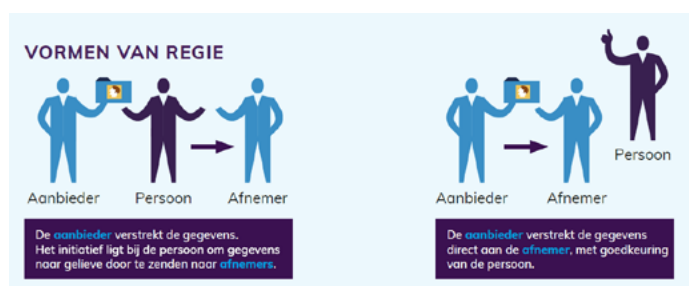 VORMEN VAN REGIE
Aanbieder
Persoon
Afnemer
De aanbieder verstrekt de gegevens.
Het initiatief ligt bij de persoon om gegevens
naar gelieve door te zenden naar afnemers.
Aanbieder
Afnemer
Persoon
De aanbieder verstrekt de gegevens
direct aan de afnemer, met goedkeuring
van de persoon.